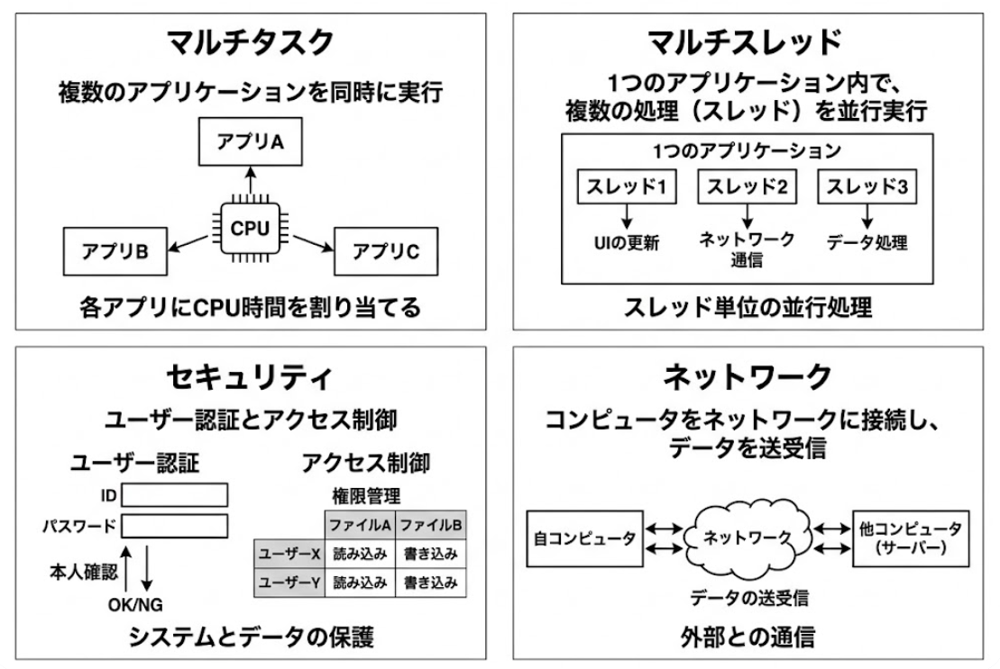 マルチタスク
複数のアプリケーションを同時に実行
アプリA
CPU
アプリB
アプリC
各アプリにCPU時間を割り当てる
マルチスレッド
1つのアプリケーション内で、
複数の処理（スレッド）を並行実行
1つのアプリケーション
スレッド1 スレッド2 スレッド3
UIの更新
ネットワーク
通信
データ処理
スレッド単位の並行処理
セキュリティ
ユーザー認証とアクセス制御
ユーザー認証
ID
パスワード
本人確認
OK/NG
アクセス制御
権限管理
ファイルA ファイルB
ユーザーX 読み込み 書き込み
ユーザーY 読み込み 書き込み
システムとデータの保護
ネットワーク
コンピュータをネットワークに接続し、
データを送受信
自コンピュータ
ネットワーク
他コンピュータ
（サーバー）
データの送受信
外部との通信